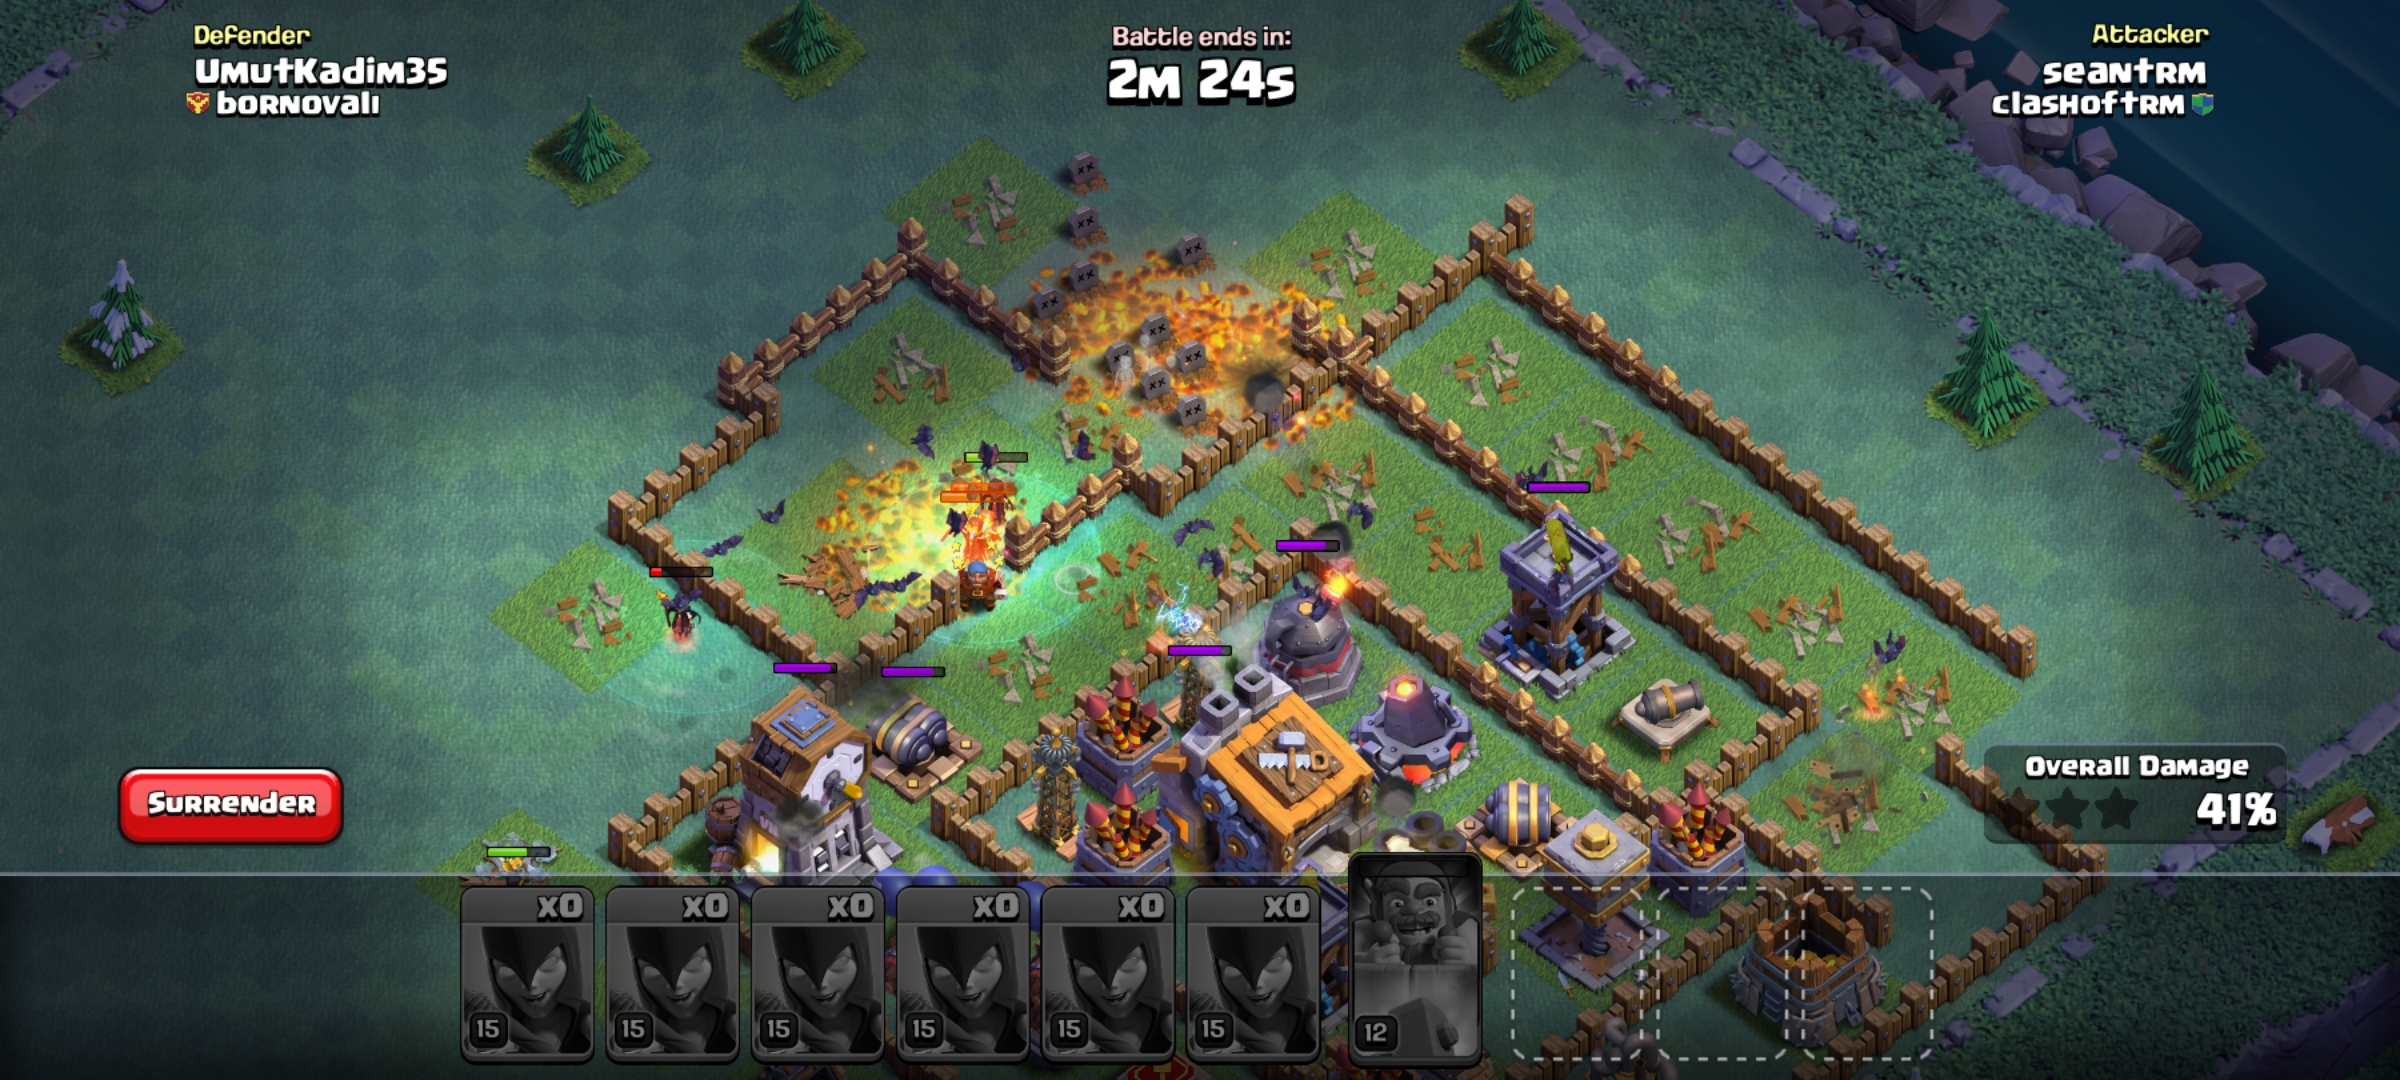 Defender
UmutKadim35
bornovalı
Battle ends in:
2M 24s
Attacker
seantRM
clashoftRM
Surrender
Overall Damage
41%
x0 x0 x0 x0 x0 x0
15 15 15 15 15 15 12